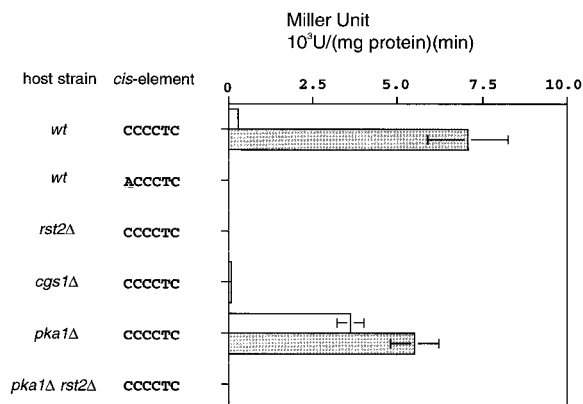 Miller Unit
10³U/(mg protein)(min)
host strain cis-element 0 2.5 5.0 7.5 10.0
wt CCCCTC
wt ACCCTC
rst2Δ CCCCTC
cgs1Δ CCCCTC
pka1Δ CCCCTC
pka1Δ rst2Δ CCCCTC